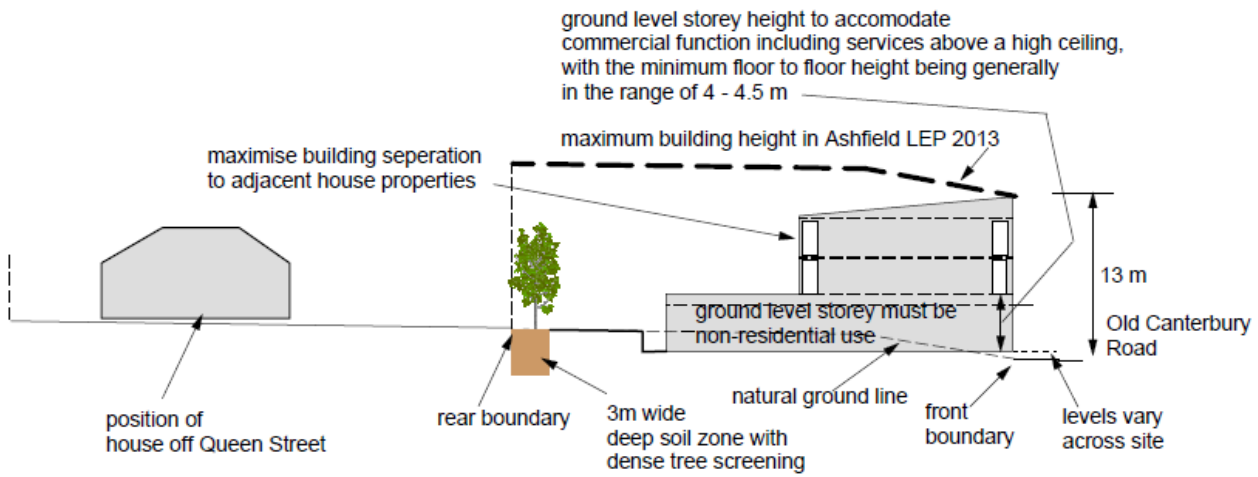 ground level storey height to accomodate
commercial function including services above a high ceiling,
with the minimum floor to floor height being generally
in the range of 4 - 4.5 m
maximum building height in Ashfield LEP 2013
maximise building seperation
to adjacent house properties
13 m
ground level storey must be
non-residential use
Old Canterbury
Road
natural ground line
position of
house off Queen Street
rear boundary
3m wide
deep soil zone with
dense tree screening
front
boundary
levels vary
across site